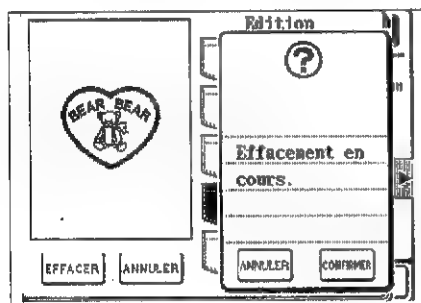 Edition
?
BEAR BEAR
Effacement en
cours.
EFFACER
ANNULER
ANNULER
CONFIRMER